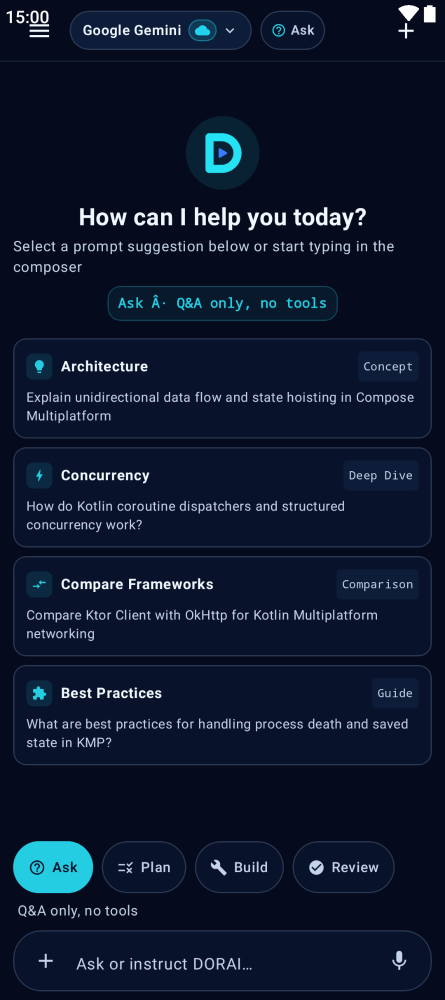 15:00
Google Gemini
Ask
How can I help you today?
Select a prompt suggestion below or start typing in the
composer
Ask Â· Q&A only, no tools
Architecture
Concept
Explain unidirectional data flow and state hoisting in Compose
Multiplatform
Concurrency
Deep Dive
How do Kotlin coroutine dispatchers and structured
concurrency work?
Compare Frameworks
Comparison
Compare Ktor Client with OkHttp for Kotlin Multiplatform
networking
Best Practices
Guide
What are best practices for handling process death and saved
state in KMP?
Ask
Plan
Build
Review
Q&A only, no tools
Ask or instruct DORAI…